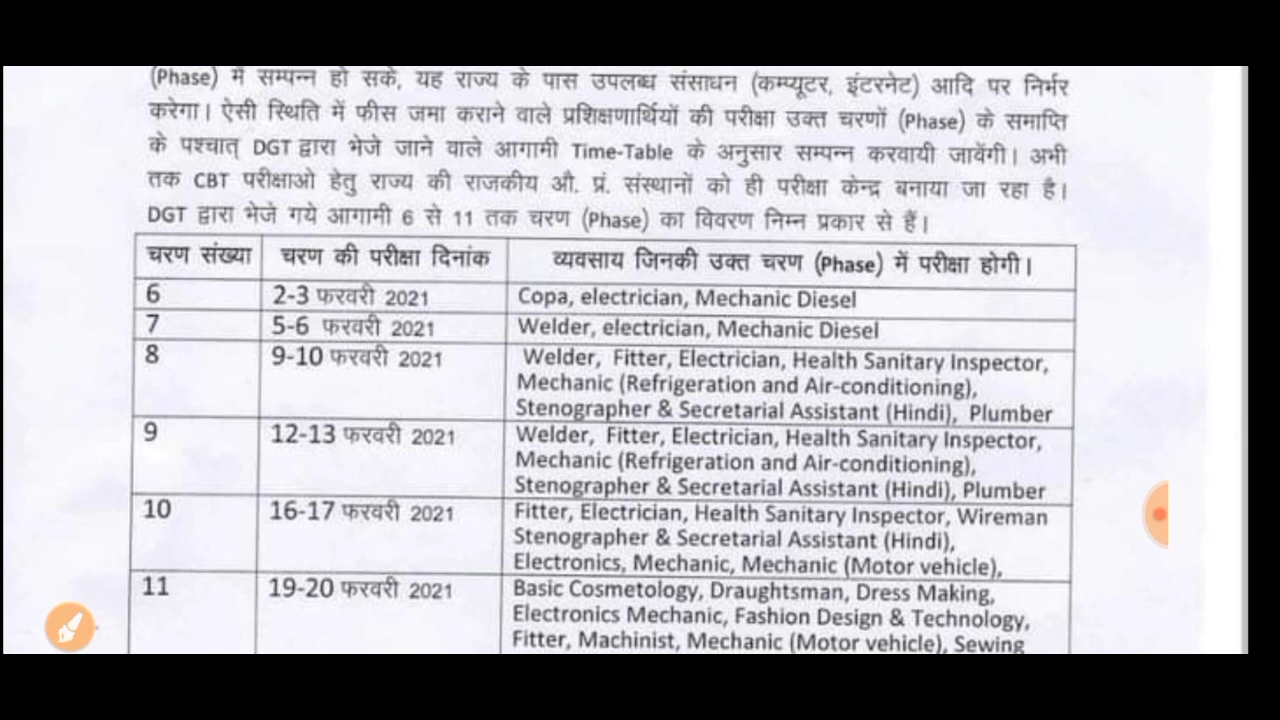 (Phase) में सम्पन्न हो सके, यह राज्य के पास उपलब्ध संसाधन (कम्प्यूटर, इंटरनेट) आदि पर निर्भर
करेगा। ऐसी स्थिति में फीस जमा कराने वाले प्रशिक्षणार्थियों की परीक्षा उक्त चरणों (Phase) के समाप्ति
के पश्चात् DGT द्वारा भेजे जाने वाले आगामी Time-Table के अनुसार सम्पन्न करवायी जावेंगी। अभी
तक CBT परीक्षाओ हेतु राज्य की राजकीय औ. प्रं. संस्थानों को ही परीक्षा केन्द्र बनाया जा रहा है।
DGT द्वारा भेजे गये आगामी 6 से 11 तक चरण (Phase) का विवरण निम्न प्रकार से हैं।
चरण संख्या चरण की परीक्षा दिनांक व्यवसाय जिनकी उक्त चरण (Phase) में परीक्षा होगी।
6 2-3 फरवरी 2021 Copa, electrician, Mechanic Diesel
7 5-6 फरवरी 2021 Welder, electrician, Mechanic Diesel
8 9-10 फरवरी 2021 Welder, Fitter, Electrician, Health Sanitary Inspector,
Mechanic (Refrigeration and Air-conditioning),
Stenographer & Secretarial Assistant (Hindi), Plumber
9 12-13 फरवरी 2021 Welder, Fitter, Electrician, Health Sanitary Inspector,
Mechanic (Refrigeration and Air-conditioning),
Stenographer & Secretarial Assistant (Hindi), Plumber
10 16-17 फरवरी 2021 Fitter, Electrician, Health Sanitary Inspector, Wireman
Stenographer & Secretarial Assistant (Hindi),
Electronics, Mechanic, Mechanic (Motor vehicle),
11 19-20 फरवरी 2021 Basic Cosmetology, Draughtsman, Dress Making,
Electronics Mechanic, Fashion Design & Technology,
Fitter, Machinist, Mechanic (Motor vehicle), Sewing